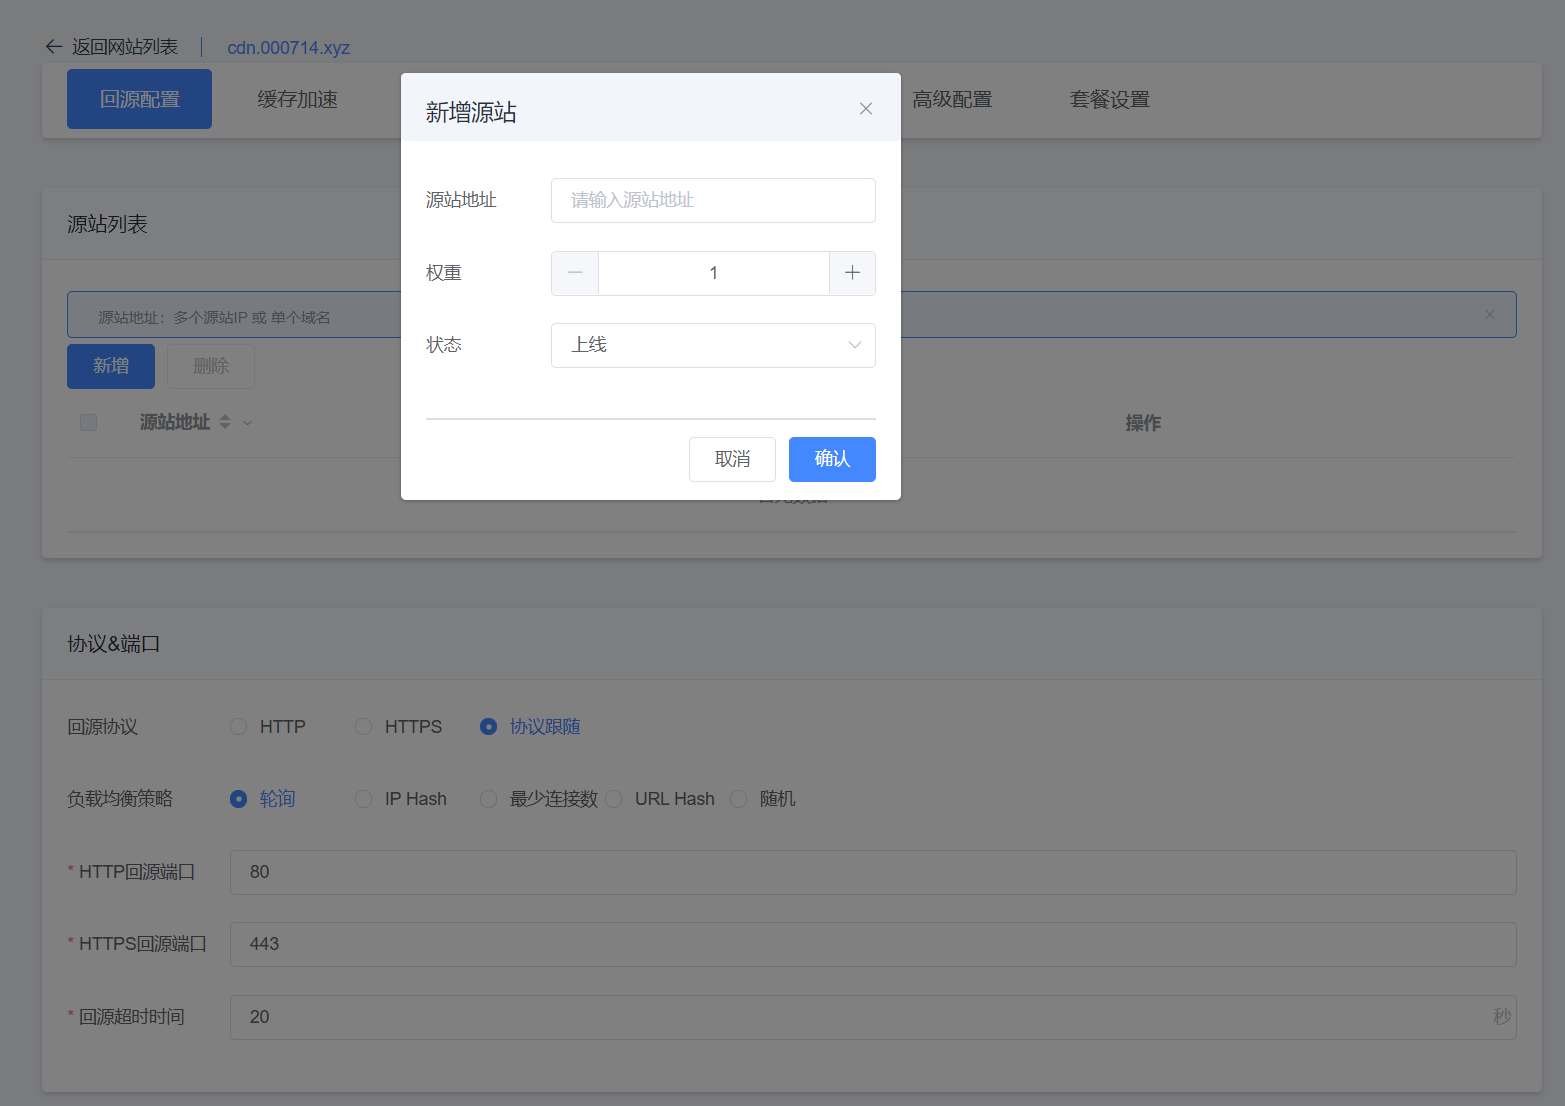 返回网站列表
cdn.000714.xyz
回源配置
缓存加速
高级配置
套餐设置
新增源站
源站地址
请输入源站地址
权重
1
状态
上线
取消
确认
源站列表
源站地址：多个源站IP 或 单个域名
新增
删除
源站地址
操作
协议&端口
回源协议
HTTP
HTTPS
协议跟随
负载均衡策略
轮询
IP Hash
最少连接数
URL Hash
随机
* HTTP回源端口
80
* HTTPS回源端口
443
* 回源超时时间
20
秒